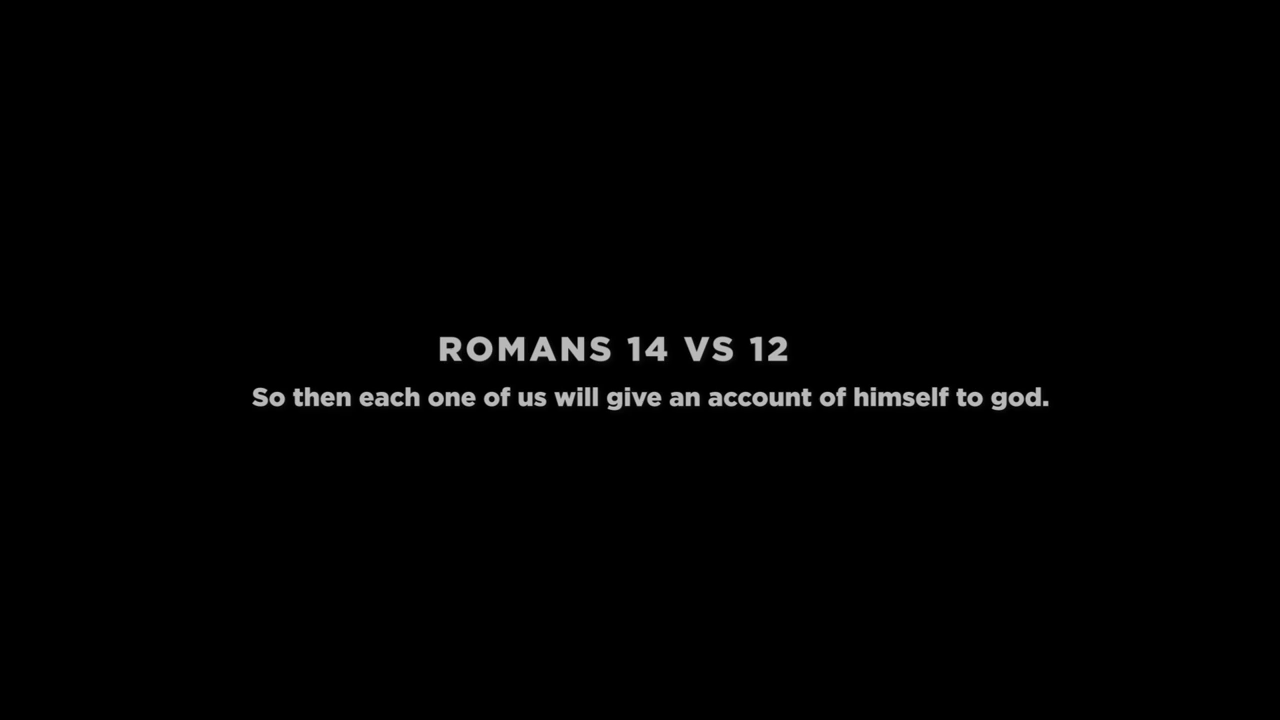 ROMANS 14 VS 12
So then each one of us will give an account of himself to god.